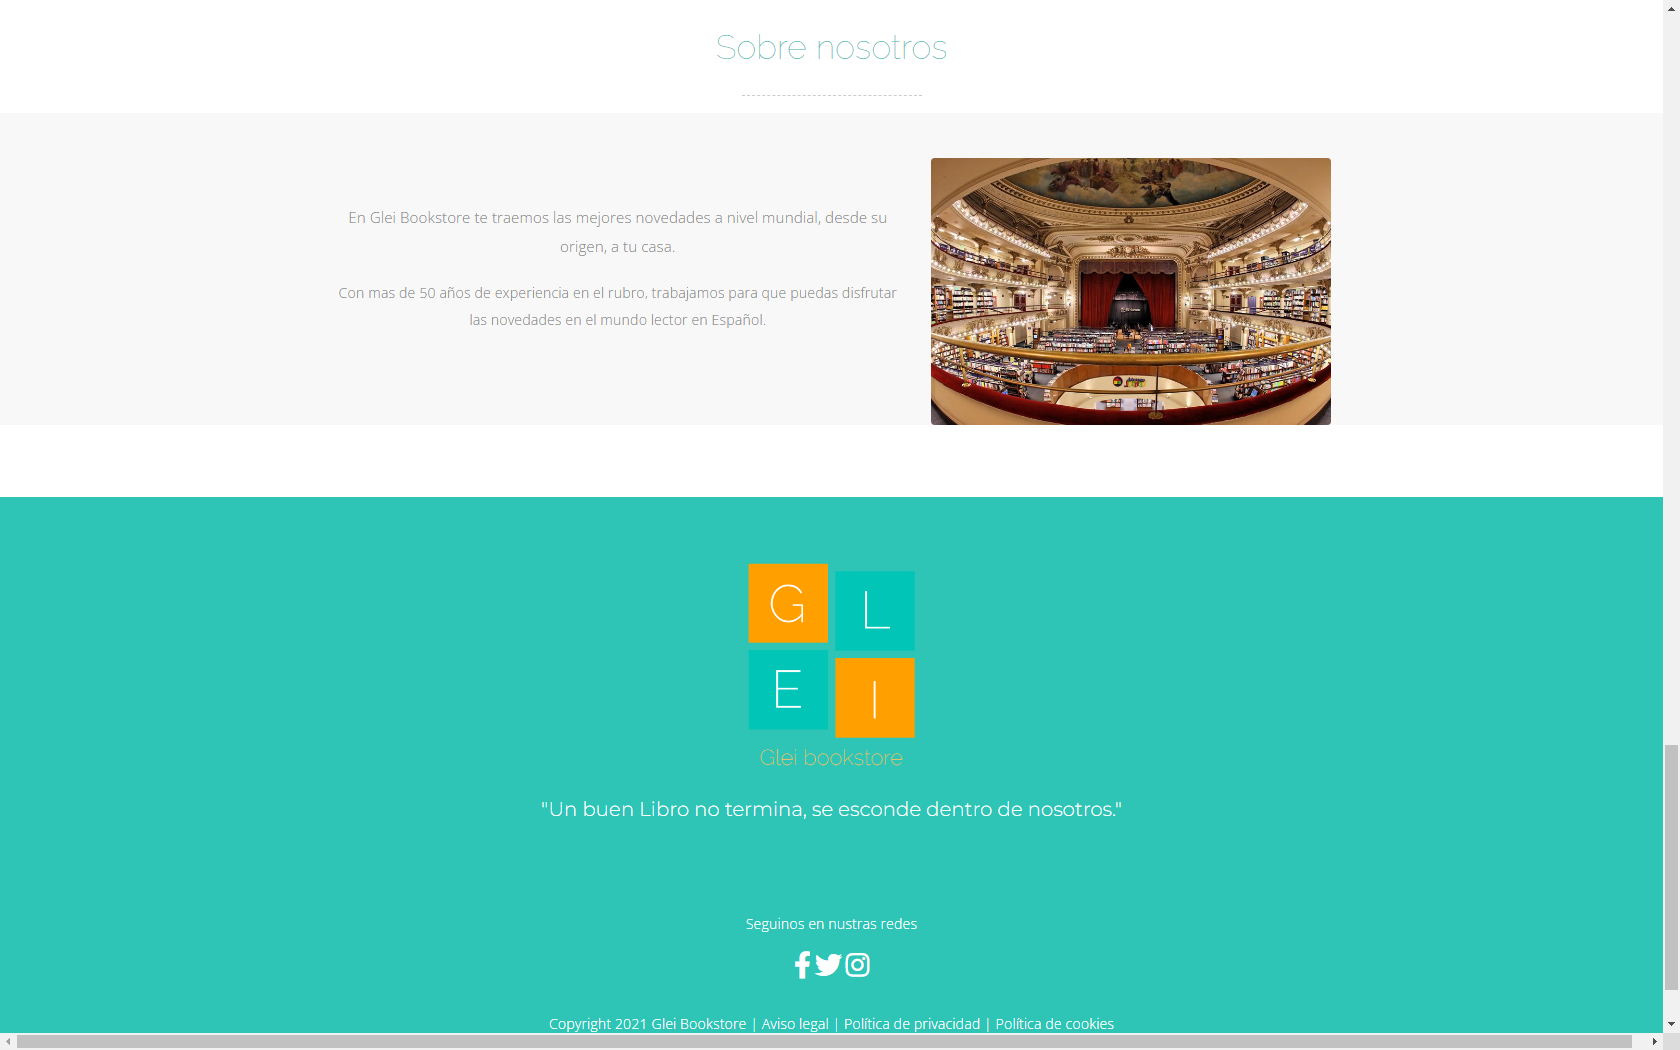 Sobre nosotros
En Glei Bookstore te traemos las mejores novedades a nivel mundial, desde su
origen, a tu casa.
Con mas de 50 años de experiencia en el rubro, trabajamos para que puedas disfrutar
las novedades en el mundo lector en Español.
G L
E I
Glei bookstore
"Un buen Libro no termina, se esconde dentro de nosotros."
Seguinos en nustras redes
Copyright 2021 Glei Bookstore | Aviso legal | Política de privacidad | Política de cookies